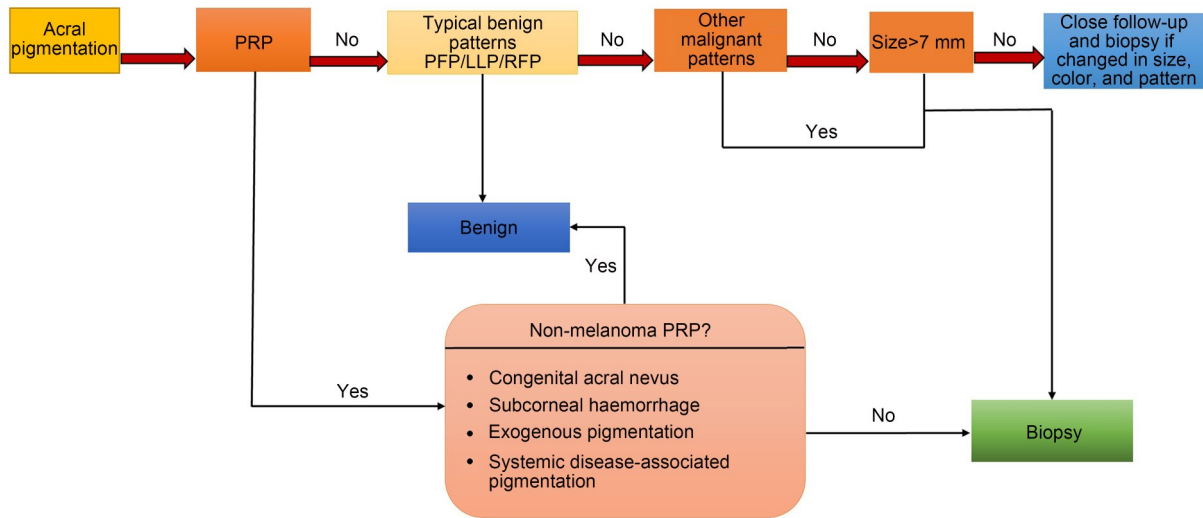 Acral
pigmentation
PRP
No
Typical benign
patterns
PFP/LLP/RFP
No
Other
malignant
patterns
No
Size>7 mm
No
Close follow-up
and biopsy if
changed in size,
color, and pattern
Yes
Benign
Yes
Non-melanoma PRP?
• Congenital acral nevus
• Subcorneal haemorrhage
• Exogenous pigmentation
• Systemic disease-associated
pigmentation
Yes
No
Biopsy